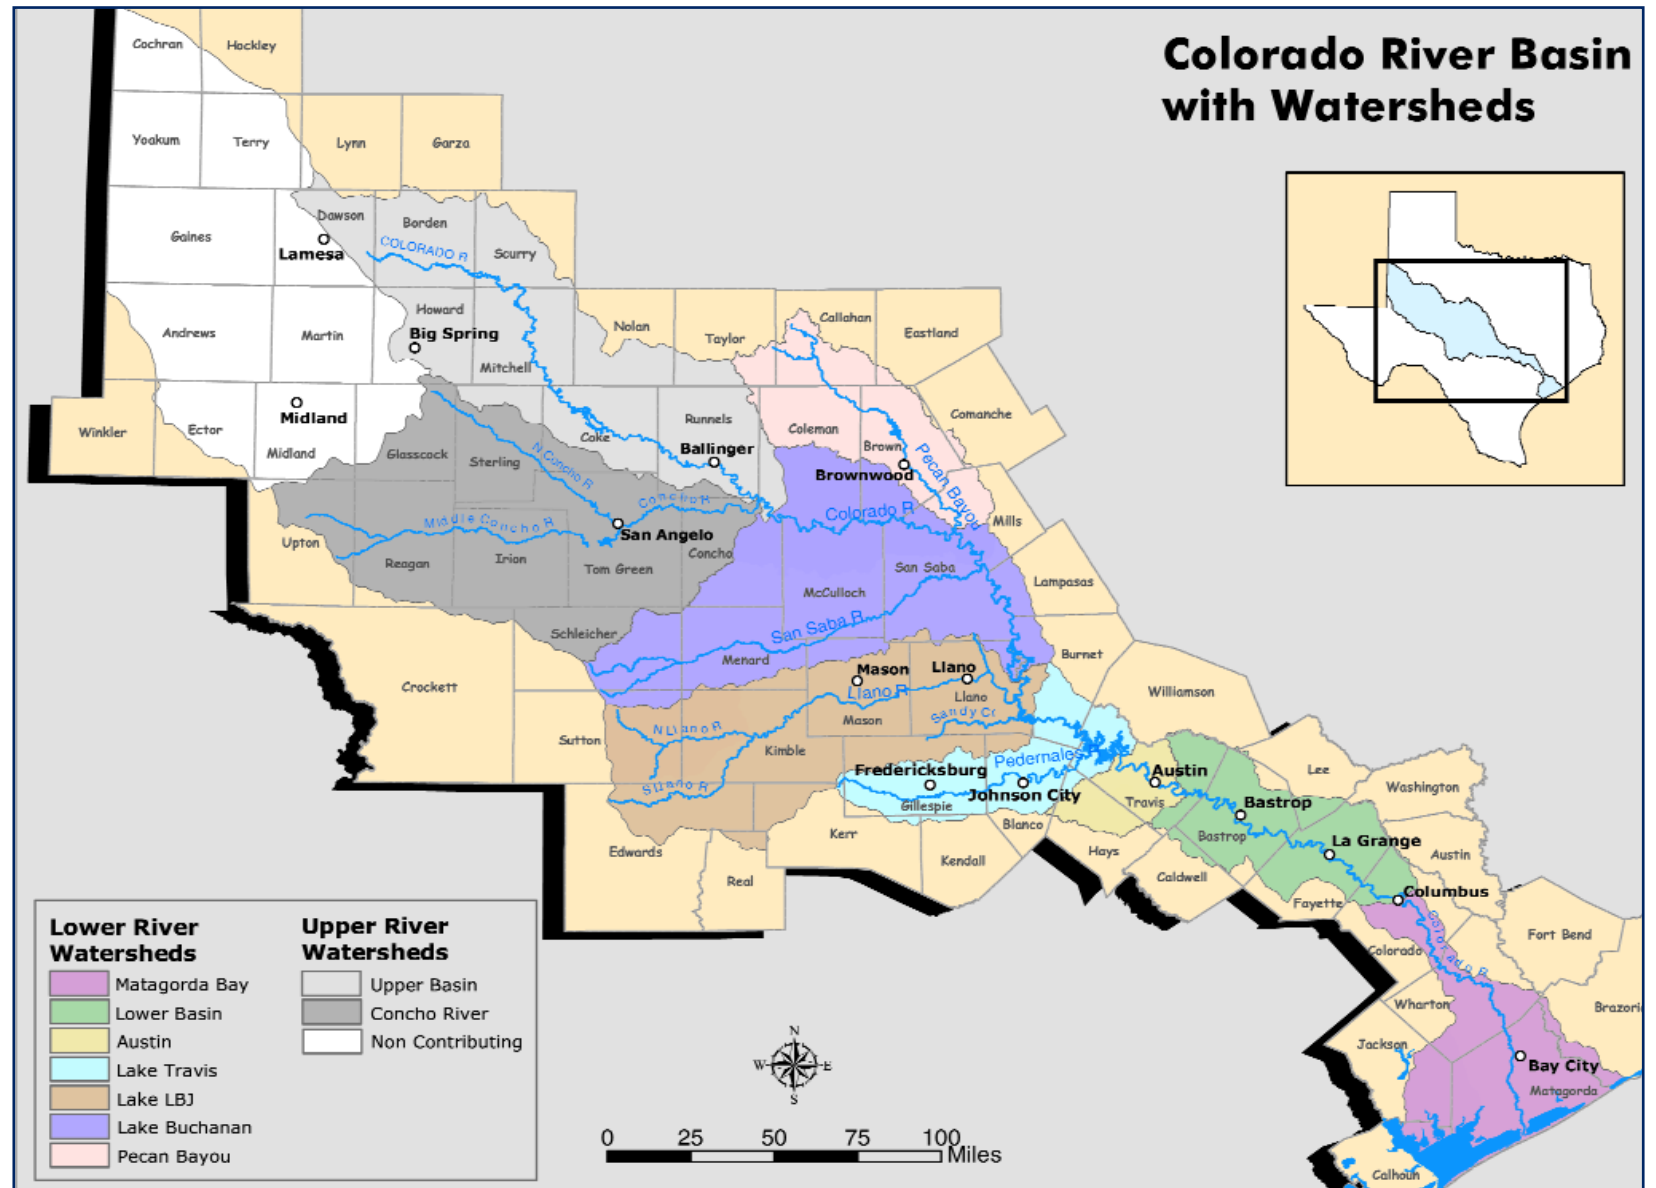 Colorado River Basin
with Watersheds
Cochran
Hockley
Yoakum
Terry
Lynn
Garza
Gaines
Dawson
Borden
Scurry
Lamesa
COLORADO R
Howard
Andrews
Martin
Big Spring
Mitchell
Nolan
Taylor
Callahan
Eastland
Winkler
Ector
Midland
Midland
Glasscock
Sterling
N Concho R
Coke
Runnels
Ballinger
Coleman
Brown
Brownwood
Pecan Bayou
Comanche
Mills
Upton
Middle Concho R
Concho R
San Angelo
Colorado R
Reagan
Irion
Tom Green
Concho
McCulloch
San Saba
Lampasas
Schleicher
San Saba R
Menard
Burnet
Crockett
Mason
Llano
Llano R
Llano
Mason
Sandy Cr
Williamson
Sutton
N Llano R
Kimble
S Llano R
Pedernales R
Fredericksburg
Johnson City
Gillespie
Blanco
Austin
Travis
Bastrop
Bastrop
Lee
Washington
Edwards
Real
Kerr
Kendall
Hays
Caldwell
La Grange
Austin
Fayette
Columbus
Colorado
Colorado R
Fort Bend
Wharton
Brazori
Jackson
Bay City
Matagorda
Calhoun
Lower River
Watersheds
Matagorda Bay
Lower Basin
Austin
Lake Travis
Lake LBJ
Lake Buchanan
Pecan Bayou
Upper River
Watersheds
Upper Basin
Concho River
Non Contributing
N
W
E
S
0 25 50 75 100
Miles